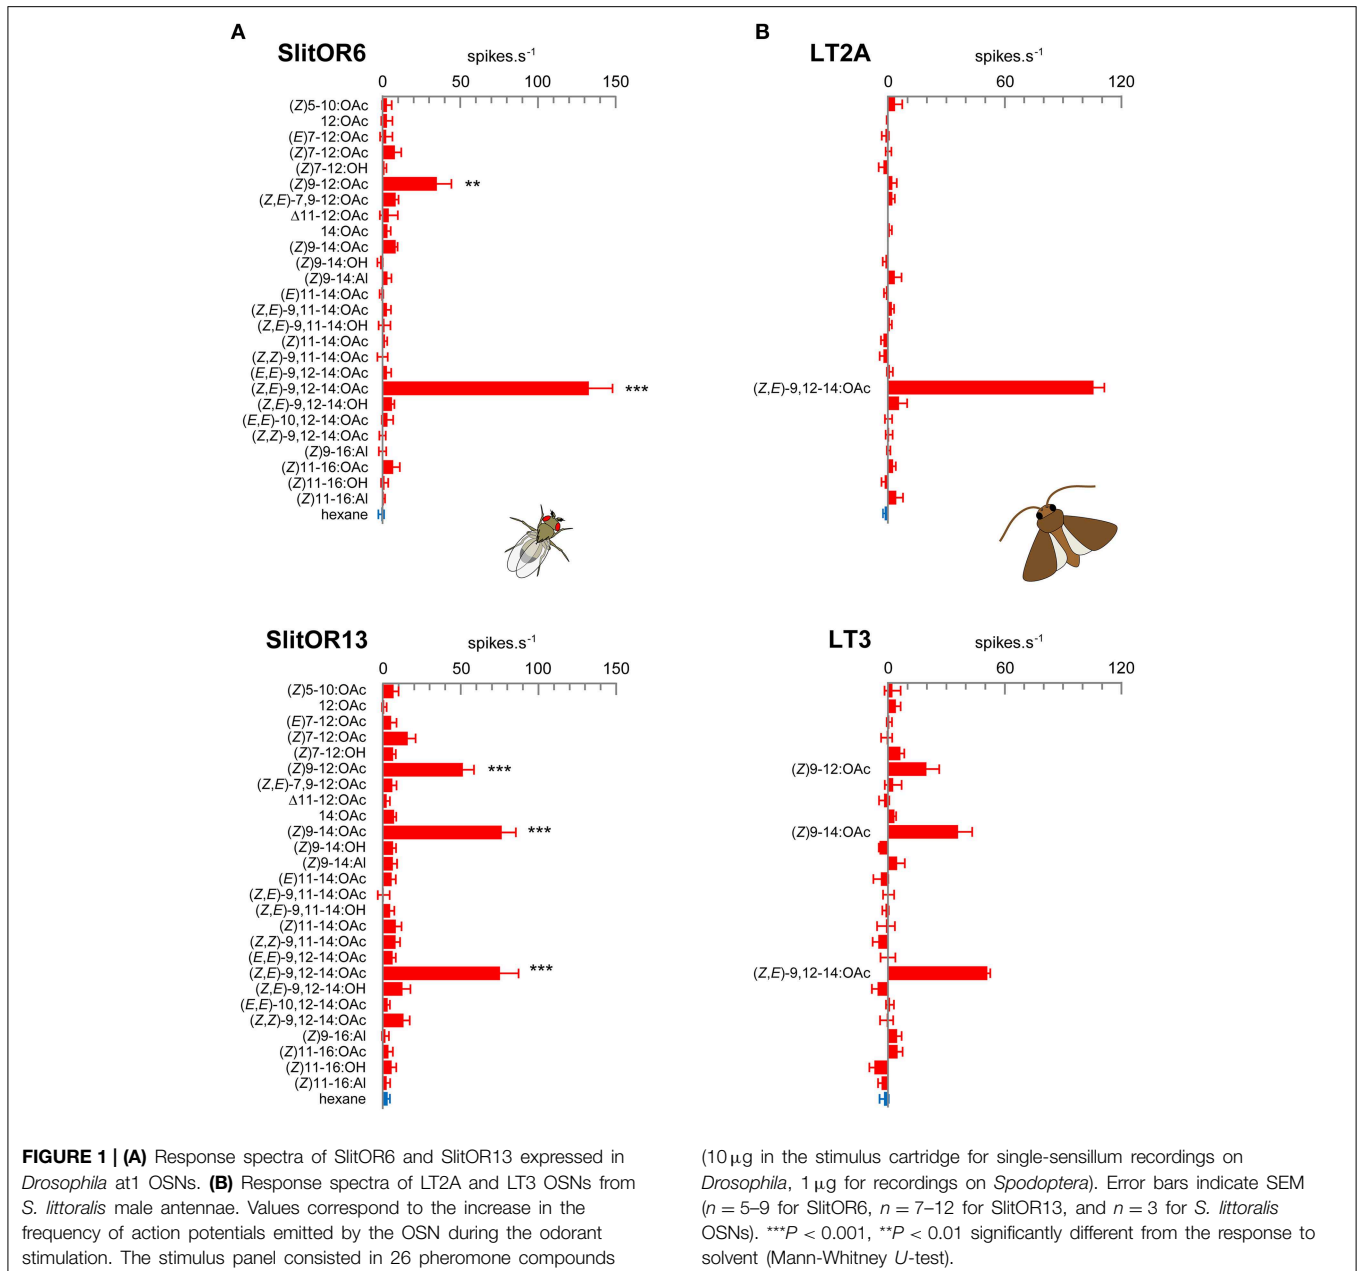 A
SlitOR6
spikes.s-1
0 50 100 150
(Z)5-10:OAc
12:OAc
(E)7-12:OAc
(Z)7-12:OAc
(Z)7-12:OH
(Z)9-12:OAc **
(Z,E)-7,9-12:OAc
Δ11-12:OAc
14:OAc
(Z)9-14:OAc
(Z)9-14:OH
(Z)9-14:Al
(E)11-14:OAc
(Z,E)-9,11-14:OAc
(Z,E)-9,11-14:OH
(Z)11-14:OAc
(Z,Z)-9,11-14:OAc
(E,E)-9,12-14:OAc
(Z,E)-9,12-14:OAc ***
(Z,E)-9,12-14:OH
(E,E)-10,12-14:OAc
(Z,Z)-9,12-14:OAc
(Z)9-16:Al
(Z)11-16:OAc
(Z)11-16:OH
(Z)11-16:Al
hexane
B
LT2A
spikes.s-1
0 60 120
(Z,E)-9,12-14:OAc
SlitOR13
spikes.s-1
0 50 100 150
(Z)5-10:OAc
12:OAc
(E)7-12:OAc
(Z)7-12:OAc
(Z)7-12:OH
(Z)9-12:OAc ***
(Z,E)-7,9-12:OAc
Δ11-12:OAc
14:OAc
(Z)9-14:OAc ***
(Z)9-14:OH
(Z)9-14:Al
(E)11-14:OAc
(Z,E)-9,11-14:OAc
(Z,E)-9,11-14:OH
(Z)11-14:OAc
(Z,Z)-9,11-14:OAc
(E,E)-9,12-14:OAc
(Z,E)-9,12-14:OAc ***
(Z,E)-9,12-14:OH
(E,E)-10,12-14:OAc
(Z,Z)-9,12-14:OAc
(Z)9-16:Al
(Z)11-16:OAc
(Z)11-16:OH
(Z)11-16:Al
hexane
LT3
spikes.s-1
0 60 120
(Z)9-12:OAc
(Z)9-14:OAc
(Z,E)-9,12-14:OAc
FIGURE 1 | (A) Response spectra of SlitOR6 and SlitOR13 expressed in
Drosophila at1 OSNs. (B) Response spectra of LT2A and LT3 OSNs from
S. littoralis male antennae. Values correspond to the increase in the
frequency of action potentials emitted by the OSN during the odorant
stimulation. The stimulus panel consisted in 26 pheromone compounds
(10 μg in the stimulus cartridge for single-sensillum recordings on
Drosophila, 1 μg for recordings on Spodoptera). Error bars indicate SEM
(n = 5–9 for SlitOR6, n = 7–12 for SlitOR13, and n = 3 for S. littoralis
OSNs). ***P < 0.001, **P < 0.01 significantly different from the response to
solvent (Mann-Whitney U-test).